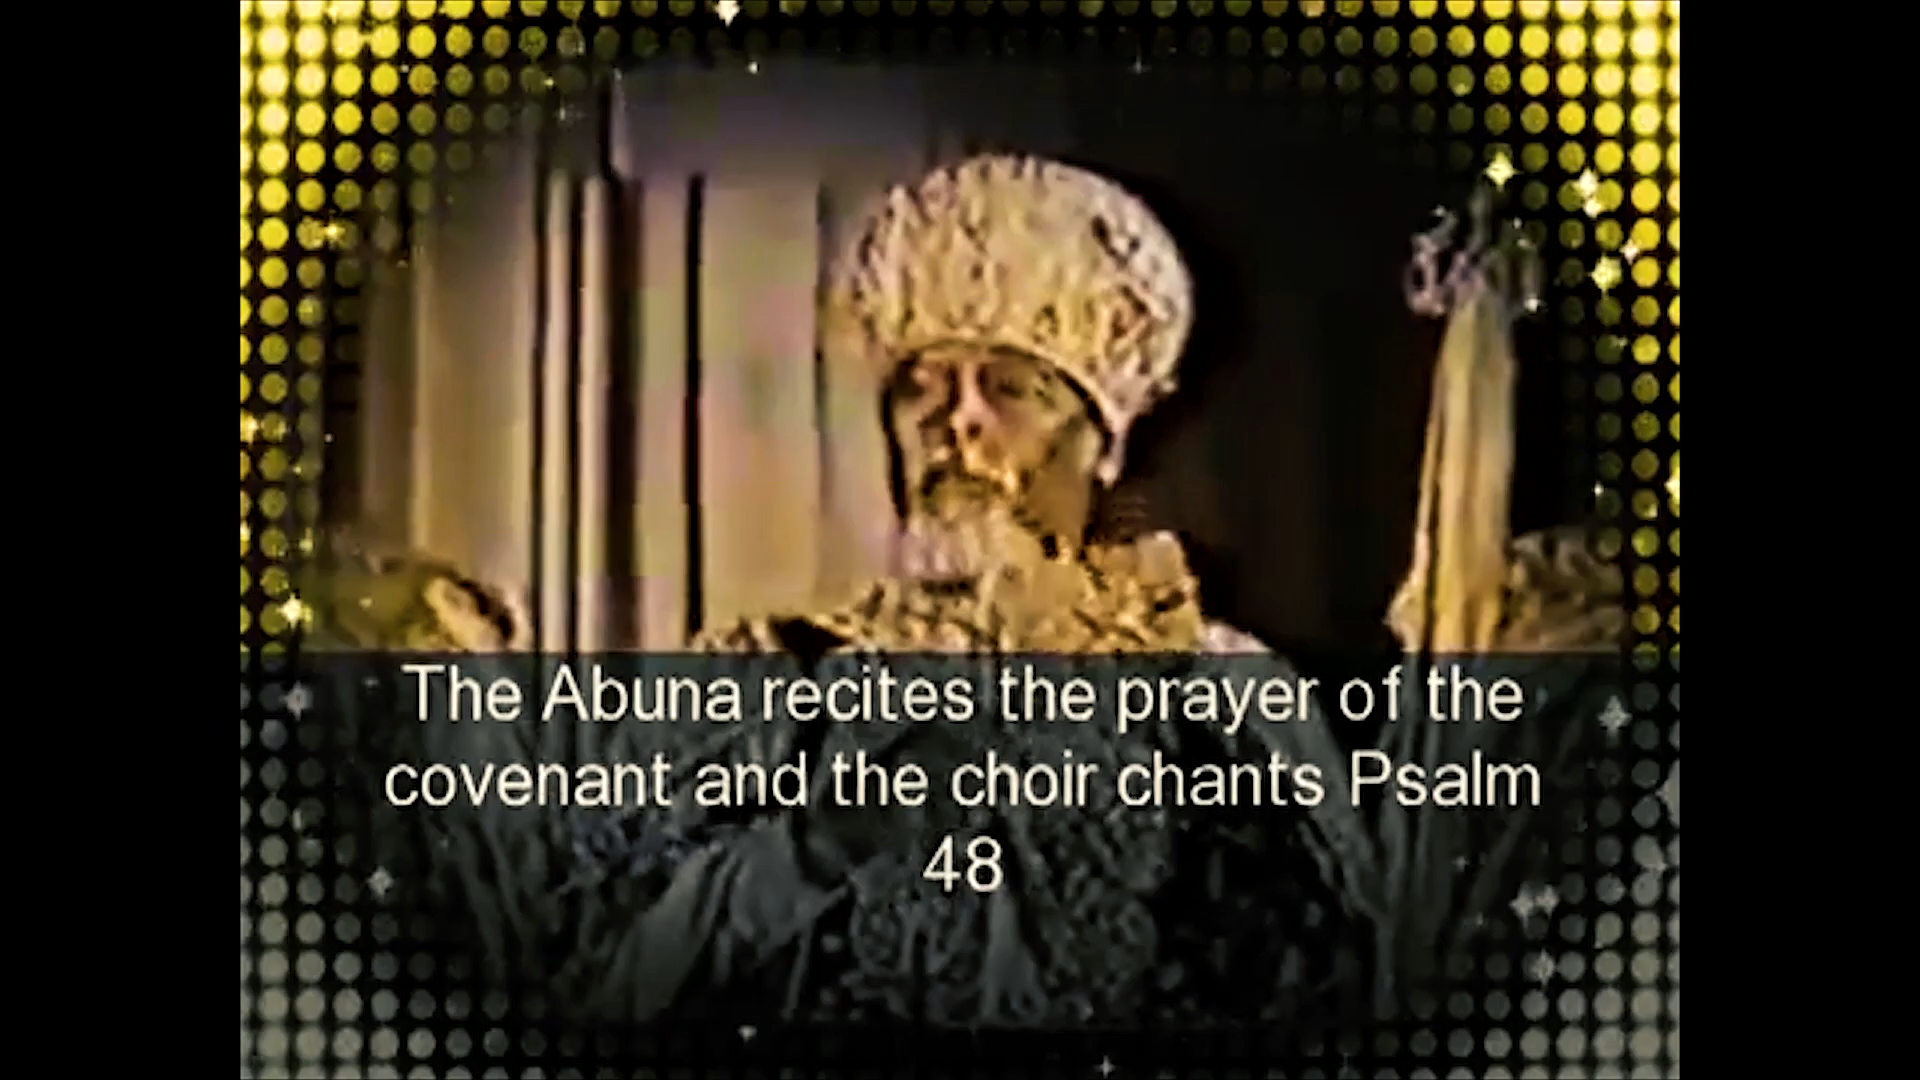 The Abuna recites the prayer of the
covenant and the choir chants Psalm
48